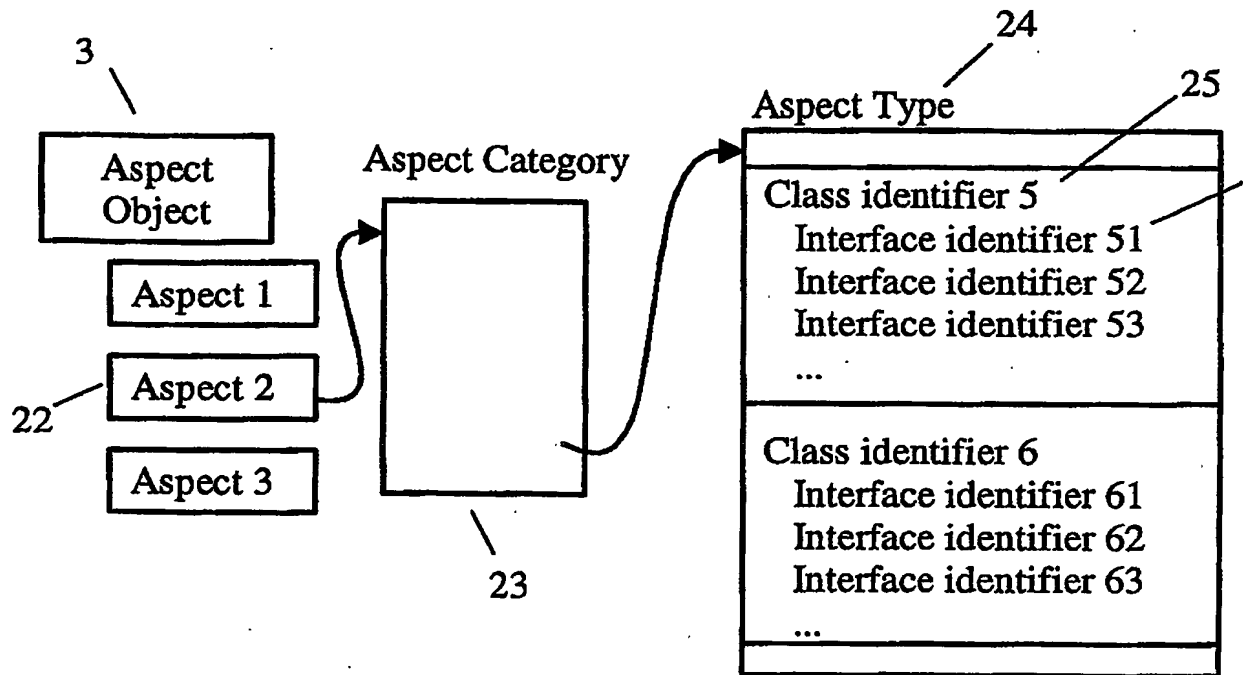 3
Aspect
Object
Aspect 1
Aspect 2
Aspect 3
22
Aspect Category
23
24
Aspect Type
25
Class identifier 5
Interface identifier 51
Interface identifier 52
Interface identifier 53
...
Class identifier 6
Interface identifier 61
Interface identifier 62
Interface identifier 63
...